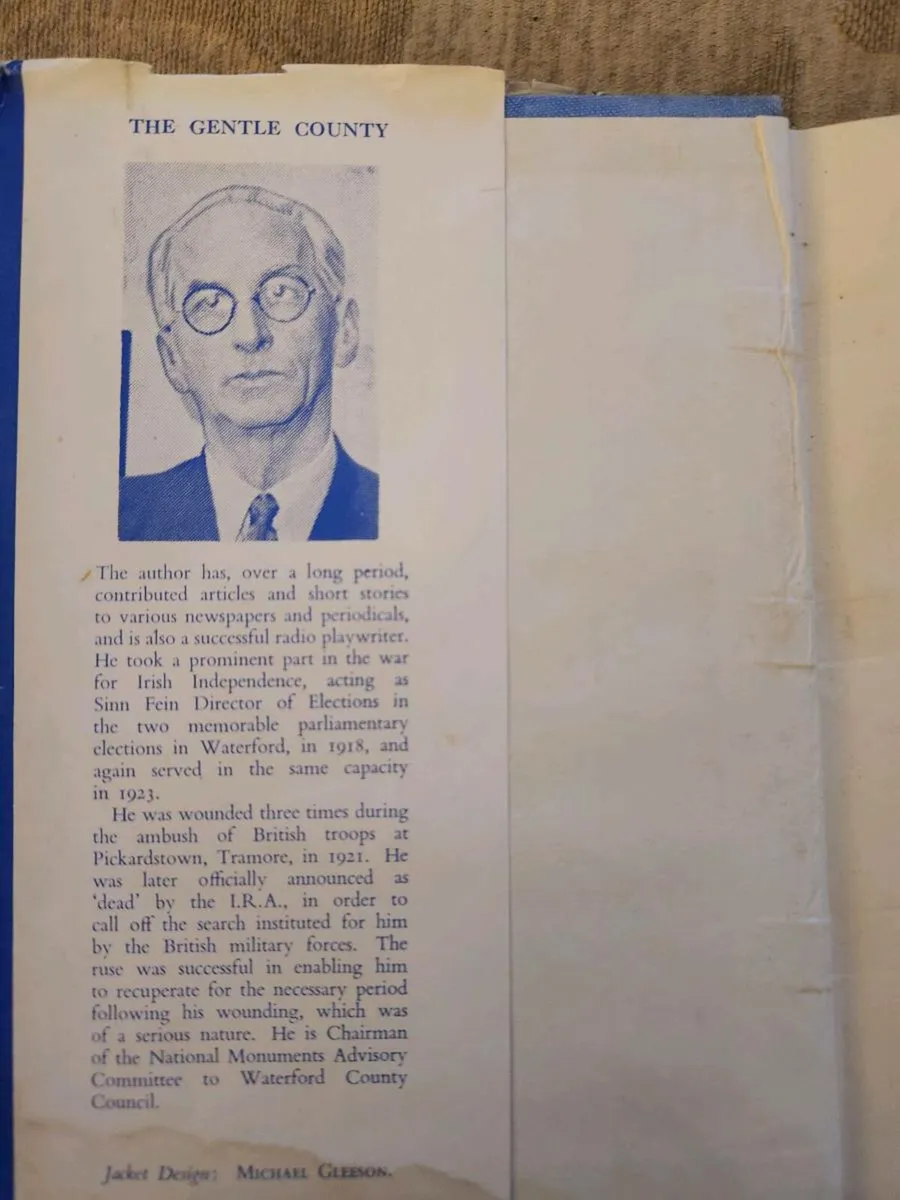 THE GENTLE COUNTY
The author has, over a long period,
contributed articles and short stories
to various newspapers and periodicals,
and is also a successful radio playwriter.
He took a prominent part in the war
for Irish Independence, acting as
Sinn Fein Director of Elections in
the two memorable parliamentary
elections in Waterford, in 1918, and
again served in the same capacity
in 1923.
He was wounded three times during
the ambush of British troops at
Pickardstown, Tramore, in 1921. He
was later officially announced as
'dead' by the I.R.A., in order to
call off the search instituted for him
by the British military forces. The
ruse was successful in enabling him
to recuperate for the necessary period
following his wounding, which was
of a serious nature. He is Chairman
of the National Monuments Advisory
Committee to Waterford County
Council.
Jacket Design: MICHAEL GLEESON.